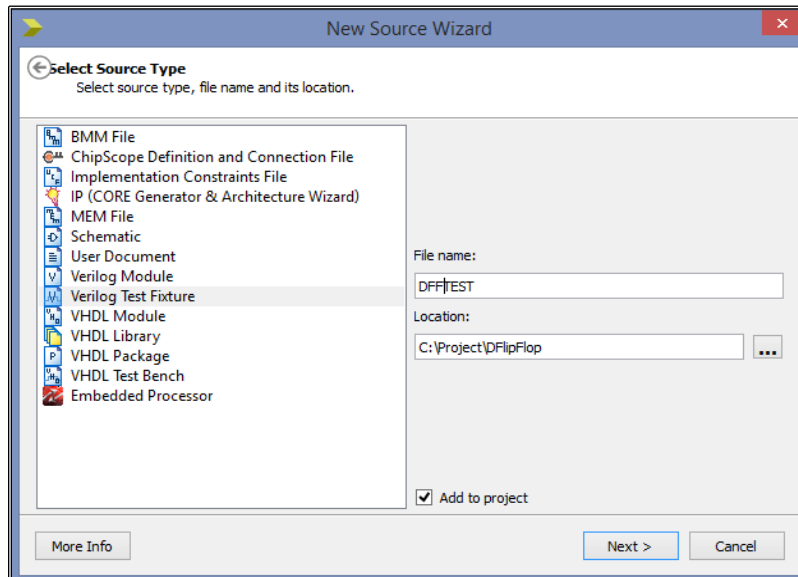 New Source Wizard
Select Source Type
Select source type, file name and its location.
BMM File
ChipScope Definition and Connection File
Implementation Constraints File
IP (CORE Generator & Architecture Wizard)
MEM File
Schematic
User Document
Verilog Module
Verilog Test Fixture
VHDL Module
VHDL Library
VHDL Package
VHDL Test Bench
Embedded Processor
File name:
DFFTEST
Location:
C:\Project\DFlipFlop
...
Add to project
More Info
Next >
Cancel